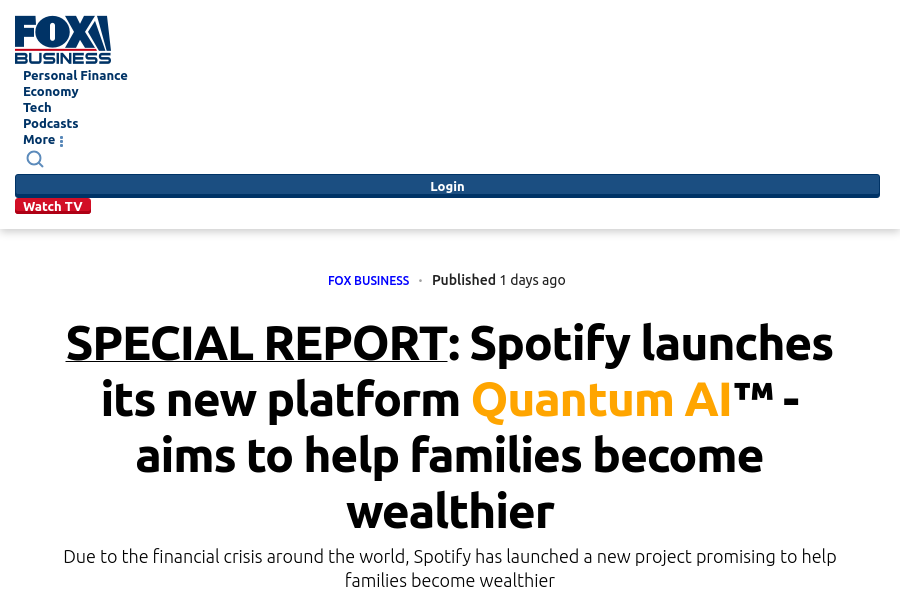 FOX
BUSINESS
Personal Finance
Economy
Tech
Podcasts
More
Login
Watch TV
FOX BUSINESS · Published 1 days ago
SPECIAL REPORT: Spotify launches
its new platform Quantum AI™ -
aims to help families become
wealthier
Due to the financial crisis around the world, Spotify has launched a new project promising to help
families become wealthier